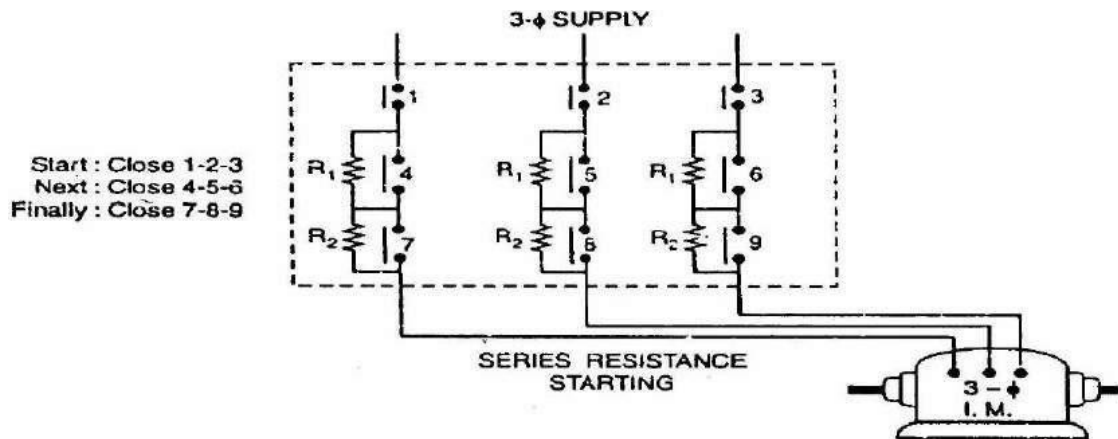 3-ϕ SUPPLY
1 2 3
Start : Close 1-2-3
Next : Close 4-5-6
Finally : Close 7-8-9
R1 4 R1 5 R1 6
R2 7 R2 8 R2 9
SERIES RESISTANCE
STARTING
3 - ϕ
I. M.